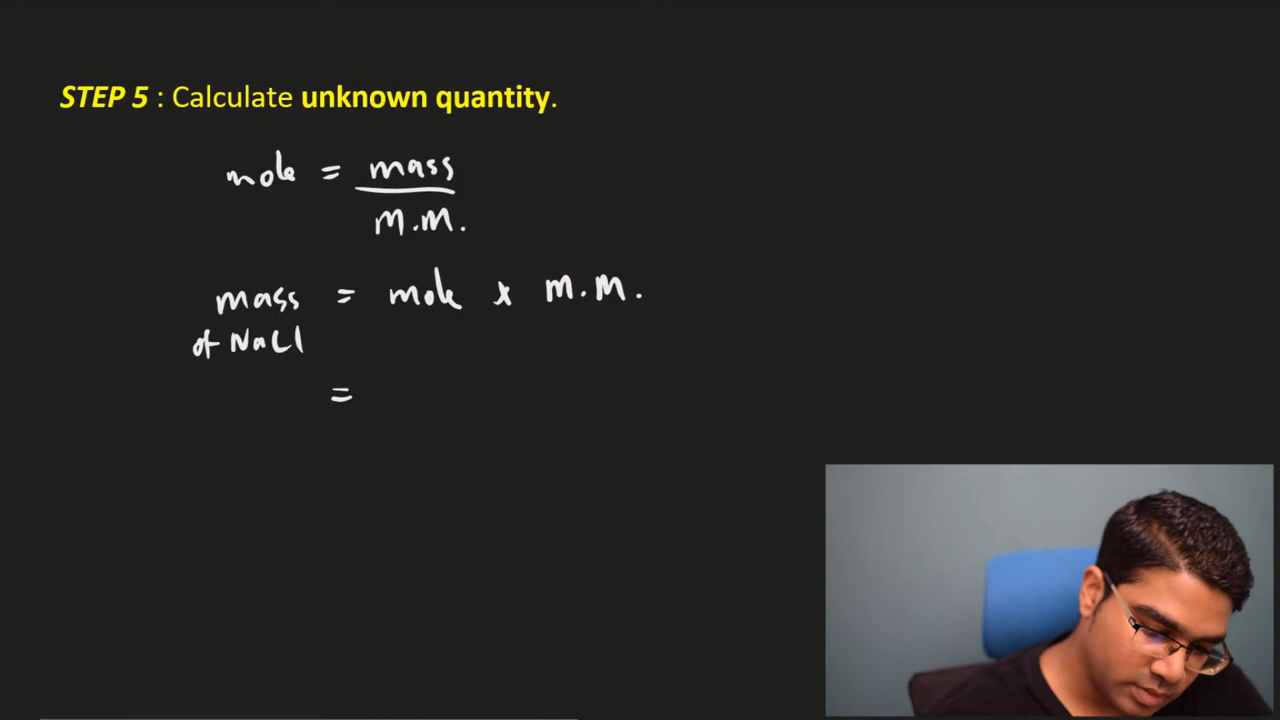 STEP 5 : Calculate unknown quantity.
mole = mass
M.M.
mass = mole x M.M.
of NaCl
=